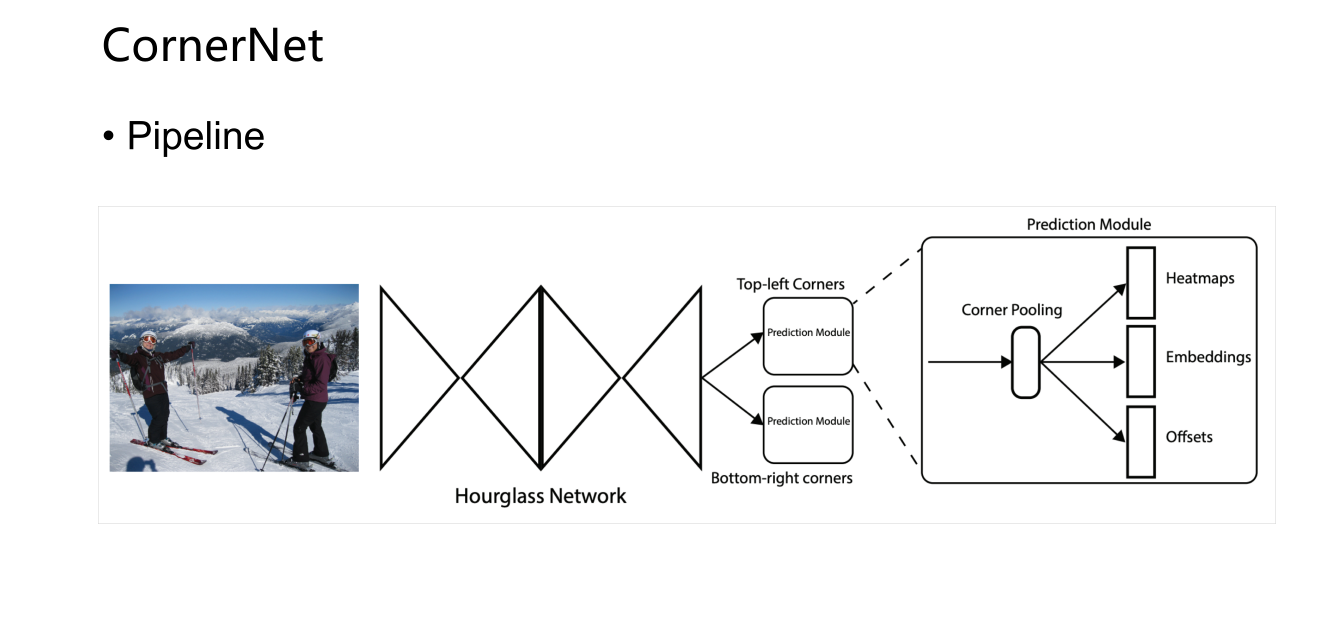 CornerNet
• Pipeline
Prediction Module
Top-left Corners
Prediction Module
Prediction Module
Bottom-right corners
Hourglass Network
Corner Pooling
Heatmaps
Embeddings
Offsets